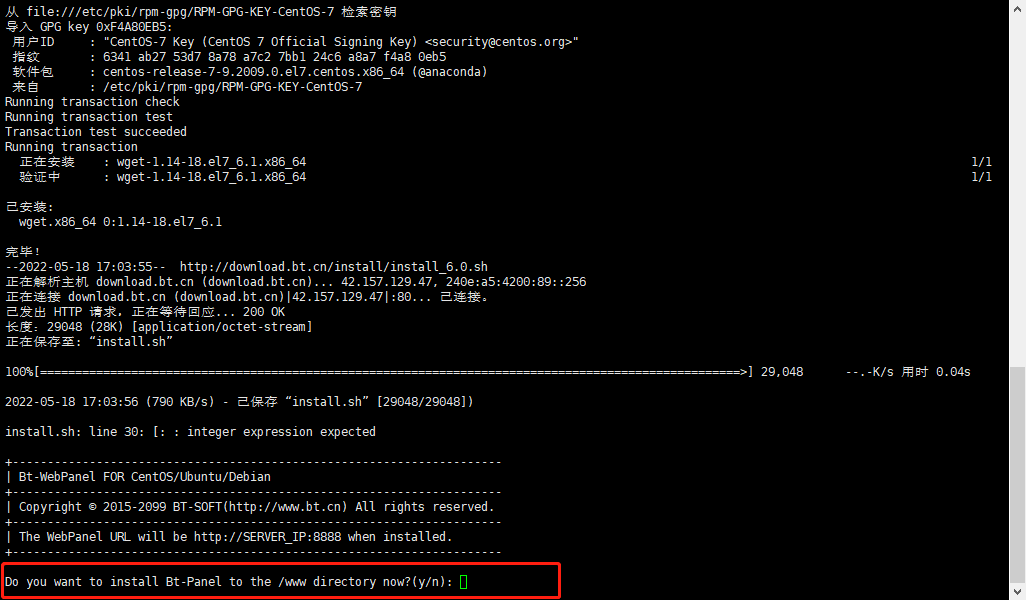 从 file:///etc/pki/rpm-gpg/RPM-GPG-KEY-CentOS-7 检索密钥
导入 GPG key 0xF4A80EB5:
 用户ID     : "CentOS-7 Key (CentOS 7 Official Signing Key) <security@centos.org>"
 指纹       : 6341 ab27 53d7 8a78 a7c2 7bb1 24c6 a8a7 f4a8 0eb5
 软件包     : centos-release-7-9.2009.0.el7.centos.x86_64 (@anaconda)
 来自       : /etc/pki/rpm-gpg/RPM-GPG-KEY-CentOS-7
Running transaction check
Running transaction test
Transaction test succeeded
Running transaction
  正在安装    : wget-1.14-18.el7_6.1.x86_64 1/1
  验证中      : wget-1.14-18.el7_6.1.x86_64 1/1
已安装:
  wget.x86_64 0:1.14-18.el7_6.1
完毕！
--2022-05-18 17:03:55--  http://download.bt.cn/install/install_6.0.sh
正在解析主机 download.bt.cn (download.bt.cn)... 42.157.129.47, 240e:a5:4200:89::256
正在连接 download.bt.cn (download.bt.cn)|42.157.129.47|:80... 已连接。
已发出 HTTP 请求，正在等待回应... 200 OK
长度：29048 (28K) [application/octet-stream]
正在保存至: “install.sh”
100%[====================================================================================================>] 29,048      --.-K/s 用时 0.04s
2022-05-18 17:03:56 (790 KB/s) - 已保存 “install.sh” [29048/29048])
install.sh: line 30: [: : integer expression expected
+----------------------------------------------------------------------
| Bt-WebPanel FOR CentOS/Ubuntu/Debian
+----------------------------------------------------------------------
| Copyright © 2015-2099 BT-SOFT(http://www.bt.cn) All rights reserved.
+----------------------------------------------------------------------
| The WebPanel URL will be http://SERVER_IP:8888 when installed.
+----------------------------------------------------------------------
Do you want to install Bt-Panel to the /www directory now?(y/n):